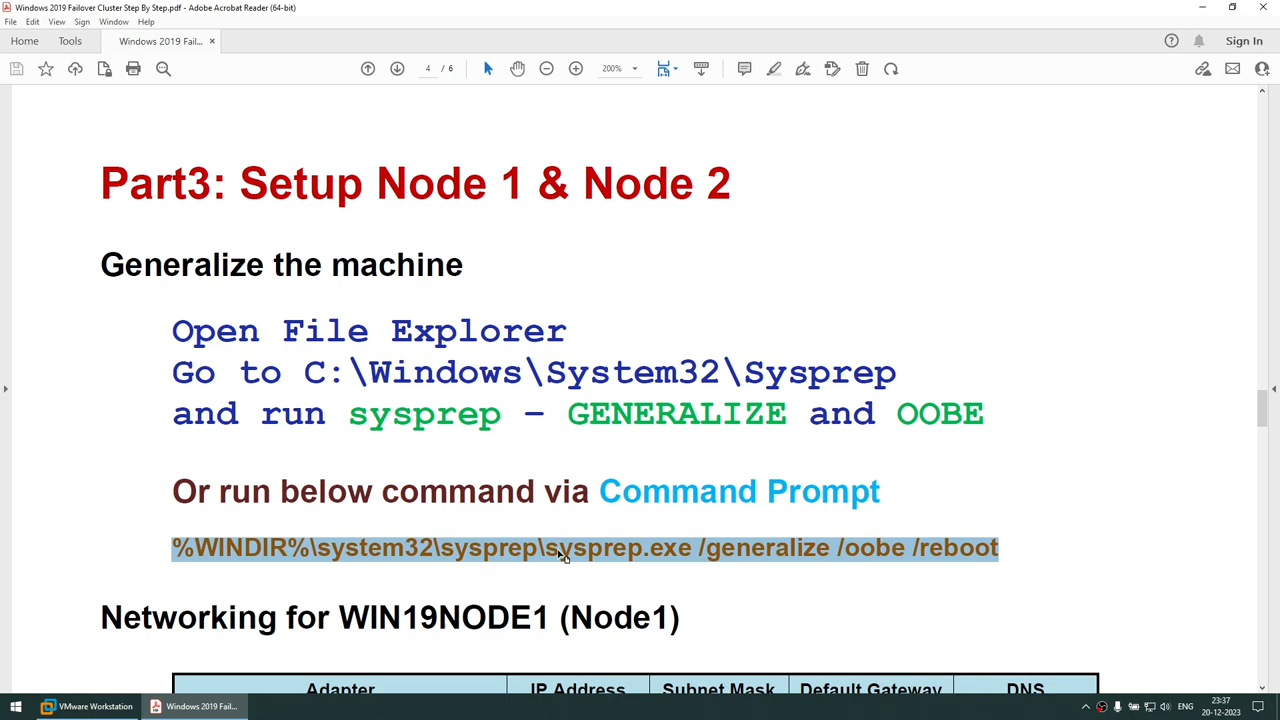 Windows 2019 Failover Cluster Step By Step.pdf - Adobe Acrobat Reader (64-bit)
File Edit View Sign Window Help
Home Tools Windows 2019 Fail... × Sign In
4 / 6 200%
Part3: Setup Node 1 & Node 2
Generalize the machine
Open File Explorer
Go to C:\Windows\System32\Sysprep
and run sysprep – GENERALIZE and OOBE
Or run below command via Command Prompt
%WINDIR%\system32\sysprep\sysprep.exe /generalize /oobe /reboot
Networking for WIN19NODE1 (Node1)
Adapter IP Address Subnet Mask Default Gateway DNS
VMware Workstation Windows 2019 Fail... ENG 23:37
20-12-2023